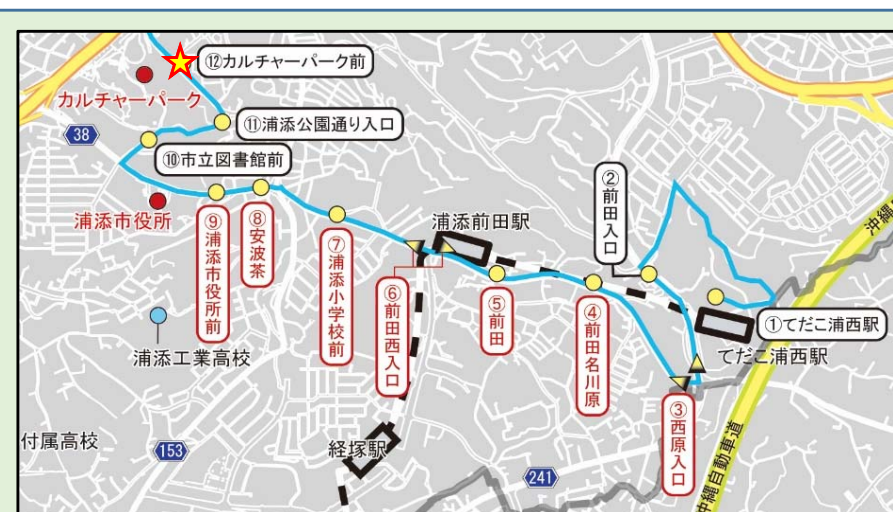 ⑫カルチャーパーク前
カルチャーパーク
⑪浦添公園通り入口
38
⑩市立図書館前
②前田入口
浦添市役所
浦添前田駅
沖縄
⑨浦添市役所前
⑧安波茶
⑦浦添小学校前
⑥前田西入口
⑤前田
④前田名川原
①てだこ浦西駅
てだこ浦西駅
浦添工業高校
③西原入口
付属高校
153
経塚駅
241
沖縄自動車道